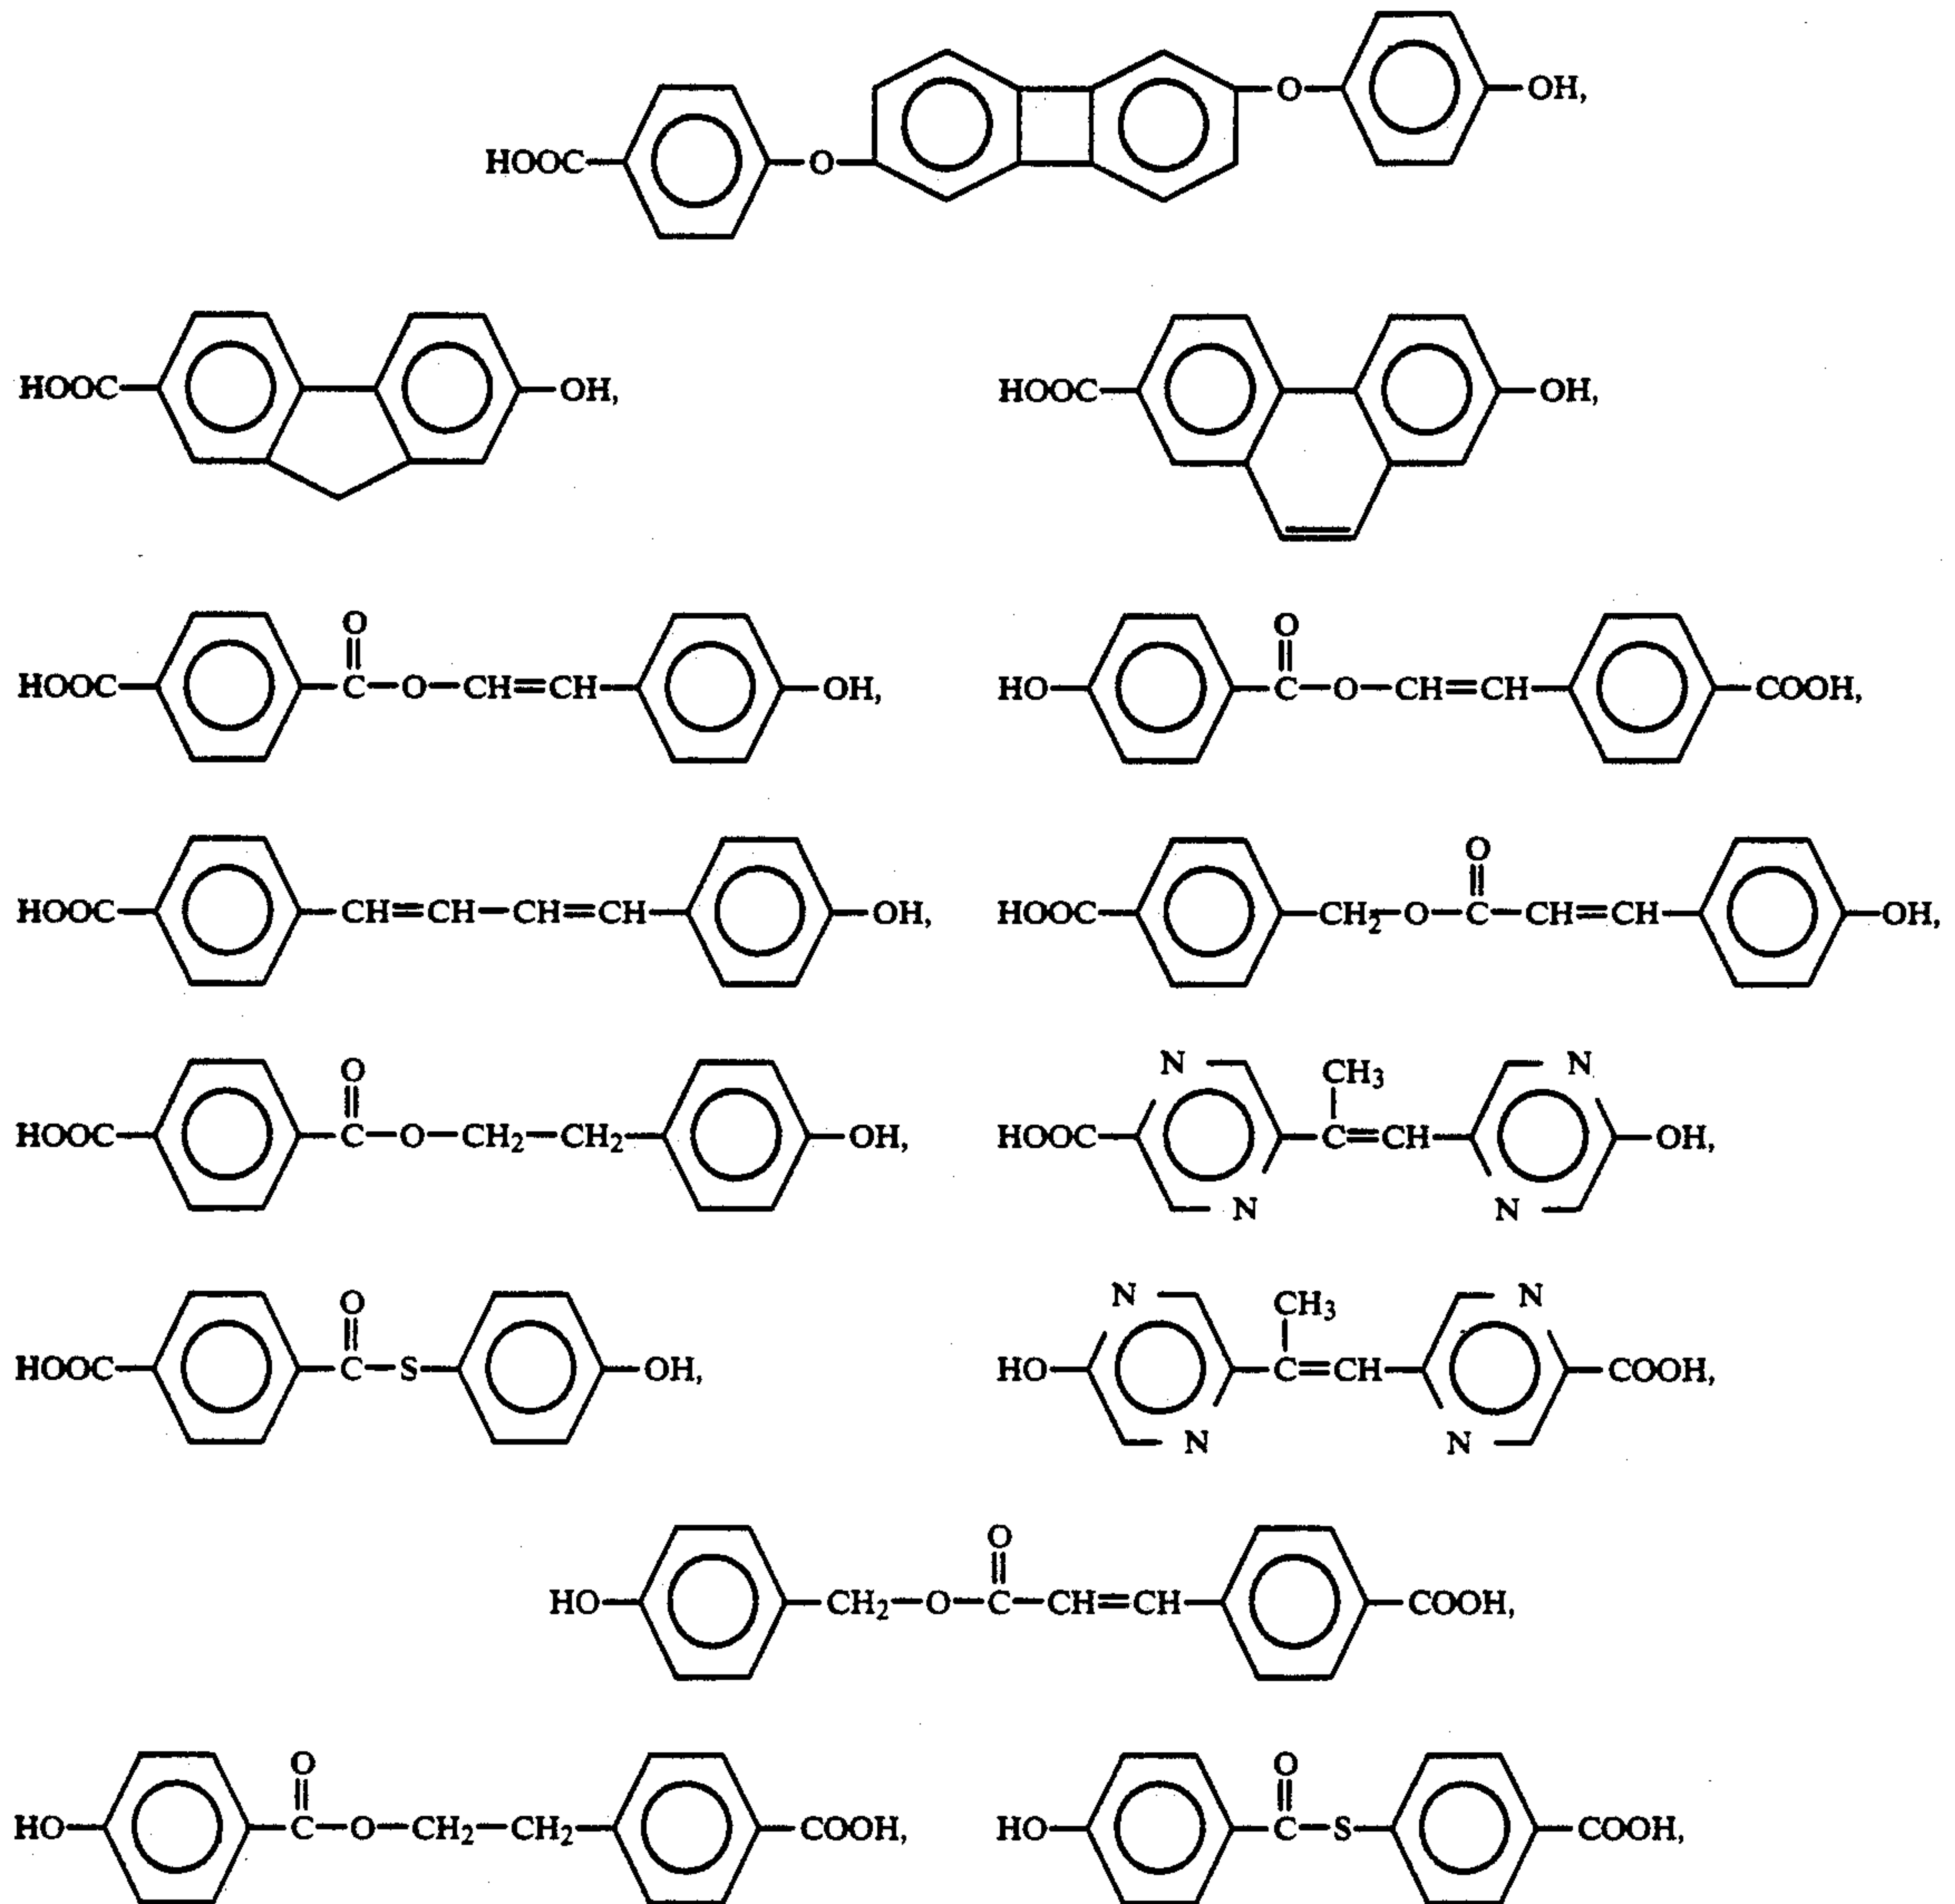 HOOC O O OH,
HOOC OH, HOOC OH,
O O
HOOC C—O—CH=CH OH, HO C—O—CH=CH COOH,
O
HOOC CH=CH—CH=CH OH, HOOC CH2—O—C—CH=CH OH,
O N CH3 N
HOOC C—O—CH2—CH2 OH, HOOC C=CH OH,
N N
O N CH3 N
HOOC C—S OH, HO C=CH COOH,
N N
O
HO CH2—O—C—CH=CH COOH,
O O
HO C—O—CH2—CH2 COOH, HO C—S COOH,